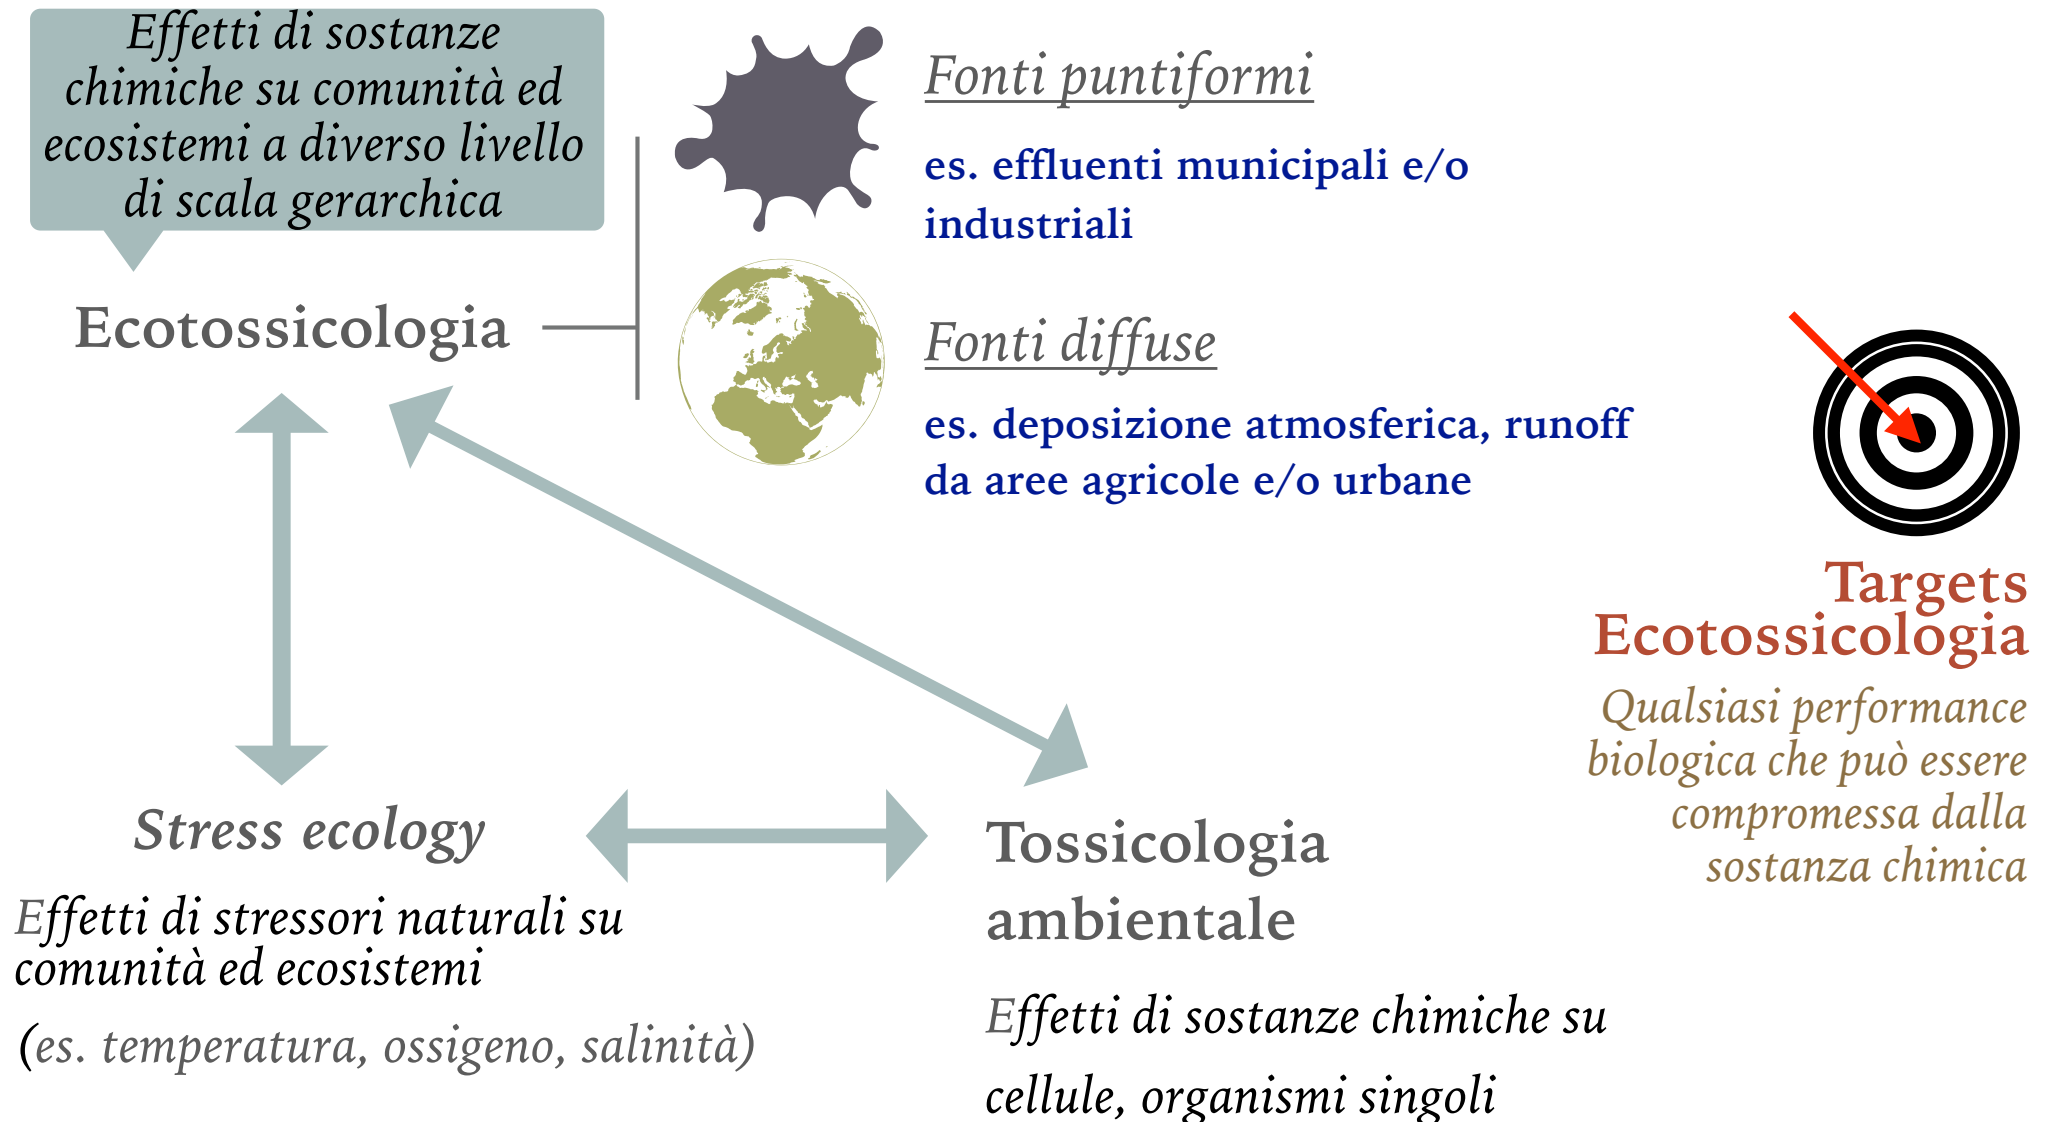 Effetti di sostanze
chimiche su comunità ed
ecosistemi a diverso livello
di scala gerarchica
Ecotossicologia
Fonti puntiformi
es. effluenti municipali e/o
industriali
Fonti diffuse
es. deposizione atmosferica, runoff
da aree agricole e/o urbane
Targets
Ecotossicologia
Qualsiasi performance
biologica che può essere
compromessa dalla
sostanza chimica
Stress ecology
Effetti di stressori naturali su
comunità ed ecosistemi
(es. temperatura, ossigeno, salinità)
Tossicologia
ambientale
Effetti di sostanze chimiche su
cellule, organismi singoli